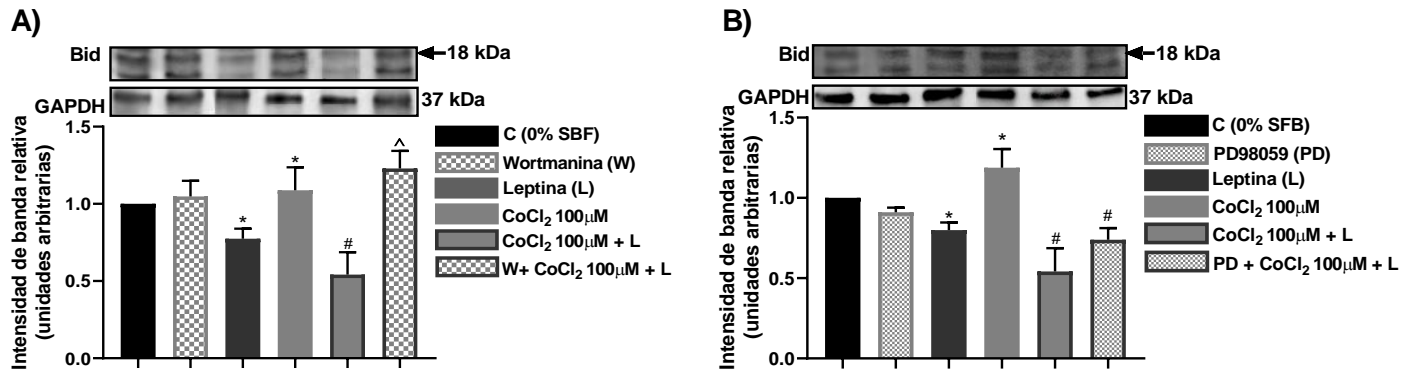 A)
Bid
18 kDa
GAPDH
37 kDa
Intensidad de banda relativa
(unidades arbitrarias)
1.5
1.0
0.5
0.0
*
*
#
^
C (0% SBF)
Wortmanina (W)
Leptina (L)
CoCl₂ 100μM
CoCl₂ 100μM + L
W+ CoCl₂ 100μM + L
B)
Bid
18 kDa
GAPDH
37 kDa
Intensidad de banda relativa
(unidades arbitrarias)
1.5
1.0
0.5
0.0
*
*
#
#
C (0% SFB)
PD98059 (PD)
Leptina (L)
CoCl₂ 100μM
CoCl₂ 100μM + L
PD + CoCl₂ 100μM + L